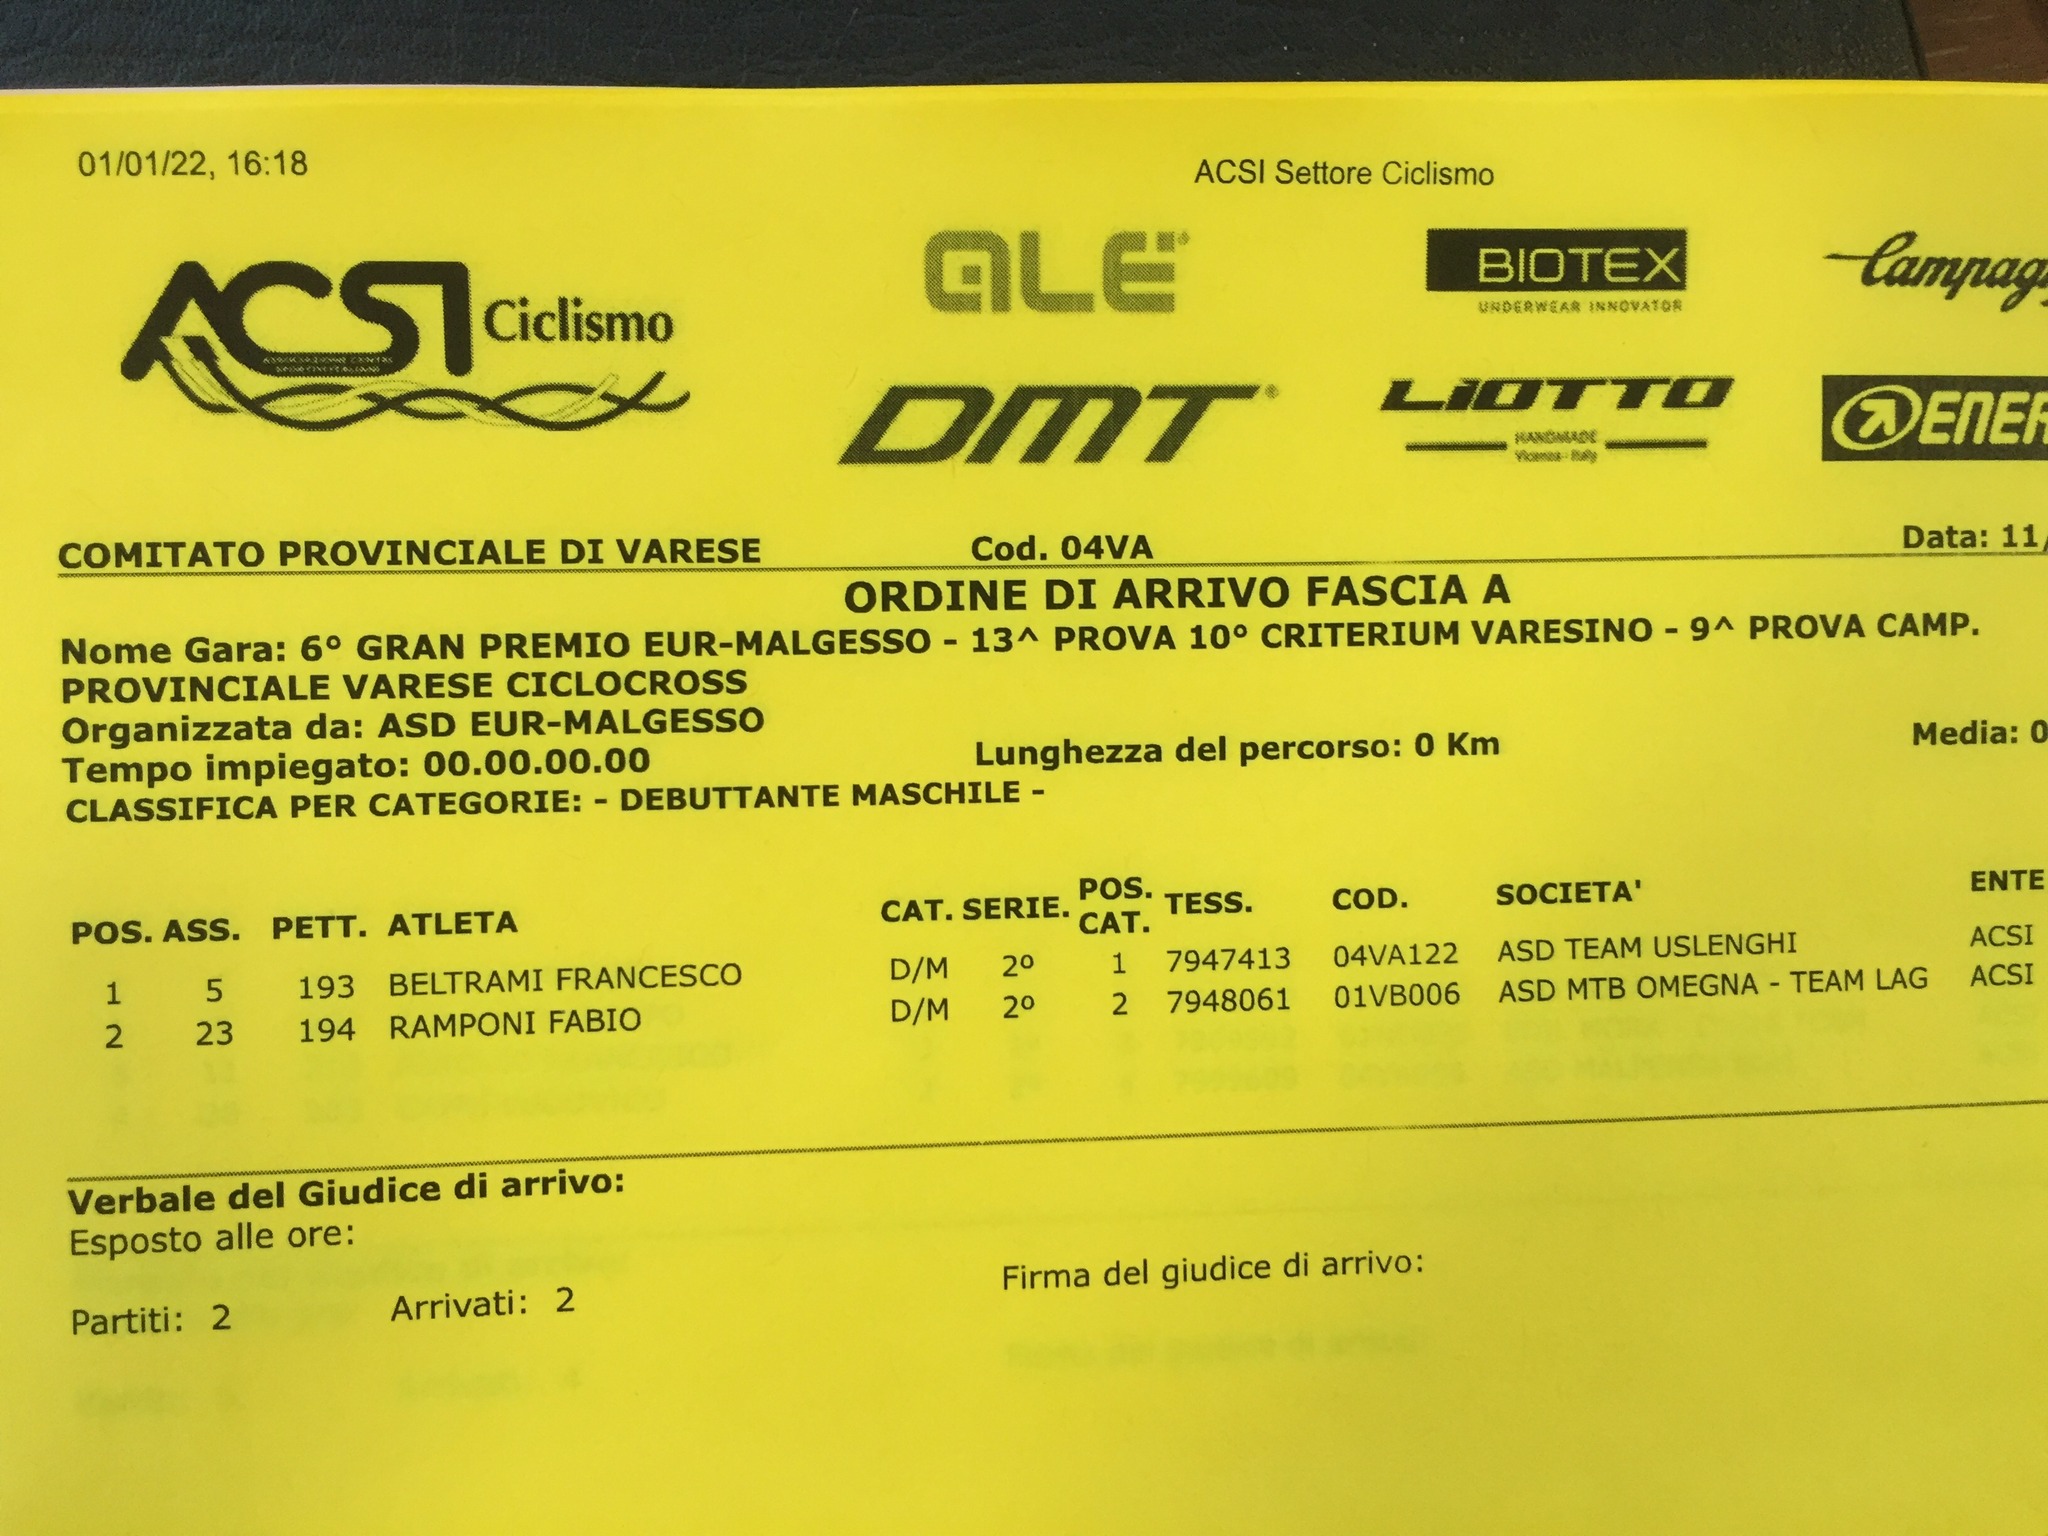 01/01/22, 16:18 ACSI Settore Ciclismo
ACSI Ciclismo
ALÉ
BIOTEX
UNDERWEAR INNOVATOR
DMT
LIOTTO
HANDMADE
Vicenza - Italy
COMITATO PROVINCIALE DI VARESE Cod. 04VA Data: 11/
ORDINE DI ARRIVO FASCIA A
Nome Gara: 6° GRAN PREMIO EUR-MALGESSO - 13^ PROVA 10° CRITERIUM VARESINO - 9^ PROVA CAMP.
PROVINCIALE VARESE CICLOCROSS
Organizzata da: ASD EUR-MALGESSO
Tempo impiegato: 00.00.00.00 Lunghezza del percorso: 0 Km Media: 0
CLASSIFICA PER CATEGORIE: - DEBUTTANTE MASCHILE -
POS. ASS. PETT. ATLETA CAT. SERIE. POS. CAT. TESS. COD. SOCIETA' ENTE
1 5 193 BELTRAMI FRANCESCO D/M 2º 1 7947413 04VA122 ASD TEAM USLENGHI ACSI
2 23 194 RAMPONI FABIO D/M 2º 2 7948061 01VB006 ASD MTB OMEGNA - TEAM LAG ACSI
Verbale del Giudice di arrivo:
Esposto alle ore:
Firma del giudice di arrivo:
Partiti: 2 Arrivati: 2